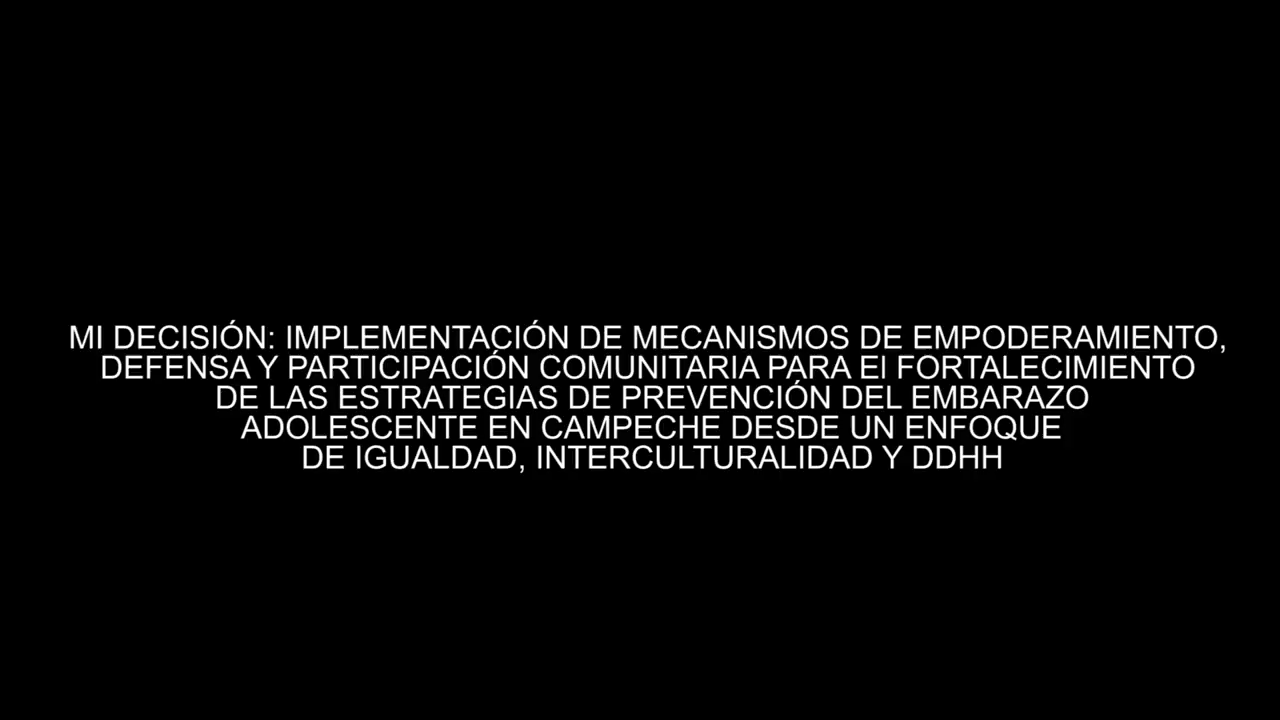 MI DECISIÓN: IMPLEMENTACIÓN DE MECANISMOS DE EMPODERAMIENTO,
DEFENSA Y PARTICIPACIÓN COMUNITARIA PARA El FORTALECIMIENTO
DE LAS ESTRATEGIAS DE PREVENCIÓN DEL EMBARAZO
ADOLESCENTE EN CAMPECHE DESDE UN ENFOQUE
DE IGUALDAD, INTERCULTURALIDAD Y DDHH